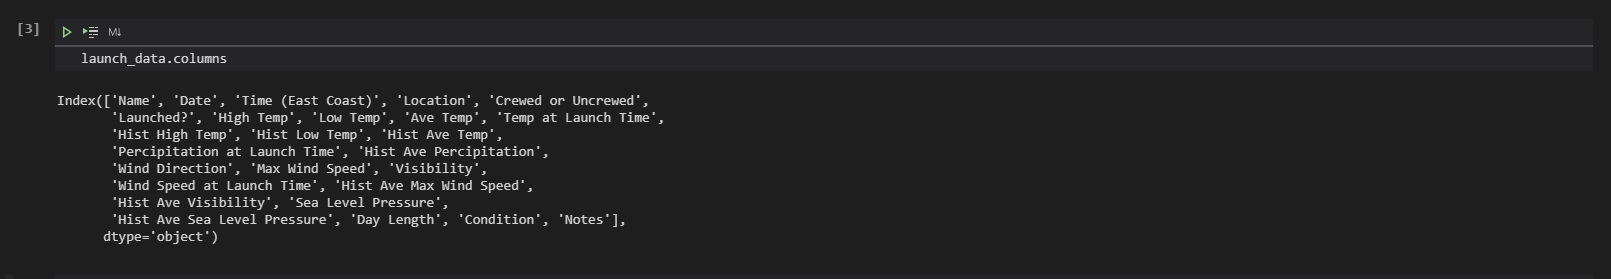 [3]
M↓
launch_data.columns
Index(['Name', 'Date', 'Time (East Coast)', 'Location', 'Crewed or Uncrewed',
'Launched?', 'High Temp', 'Low Temp', 'Ave Temp', 'Temp at Launch Time',
'Hist High Temp', 'Hist Low Temp', 'Hist Ave Temp',
'Percipitation at Launch Time', 'Hist Ave Percipitation',
'Wind Direction', 'Max Wind Speed', 'Visibility',
'Wind Speed at Launch Time', 'Hist Ave Max Wind Speed',
'Hist Ave Visibility', 'Sea Level Pressure',
'Hist Ave Sea Level Pressure', 'Day Length', 'Condition', 'Notes'],
dtype='object')